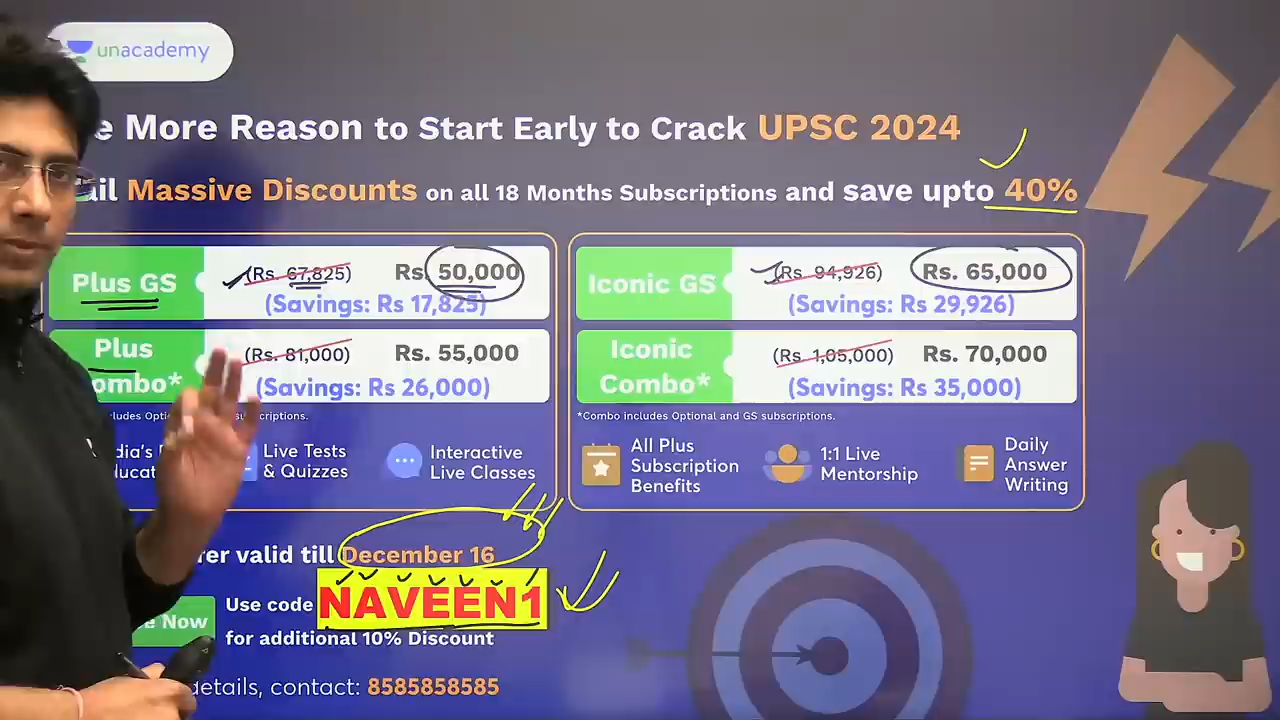 unacademy
More Reason to Start Early to Crack UPSC 2024
Massive Discounts on all 18 Months Subscriptions and save upto 40%
Plus GS
(Rs. 67,825) Rs. 50,000
(Savings: Rs 17,825)
Plus
ombo*
(Rs. 81,000) Rs. 55,000
(Savings: Rs 26,000)
subscriptions.
Live Tests
& Quizzes
Interactive
Live Classes
Iconic GS
(Rs. 94,926) Rs. 65,000
(Savings: Rs 29,926)
Iconic
Combo*
(Rs. 1,05,000) Rs. 70,000
(Savings: Rs 35,000)
*Combo includes Optional and GS subscriptions.
All Plus
Subscription
Benefits
1:1 Live
Mentorship
Daily
Answer
Writing
er valid till December 16
Now
Use code NAVEEN1
for additional 10% Discount
details, contact: 8585858585